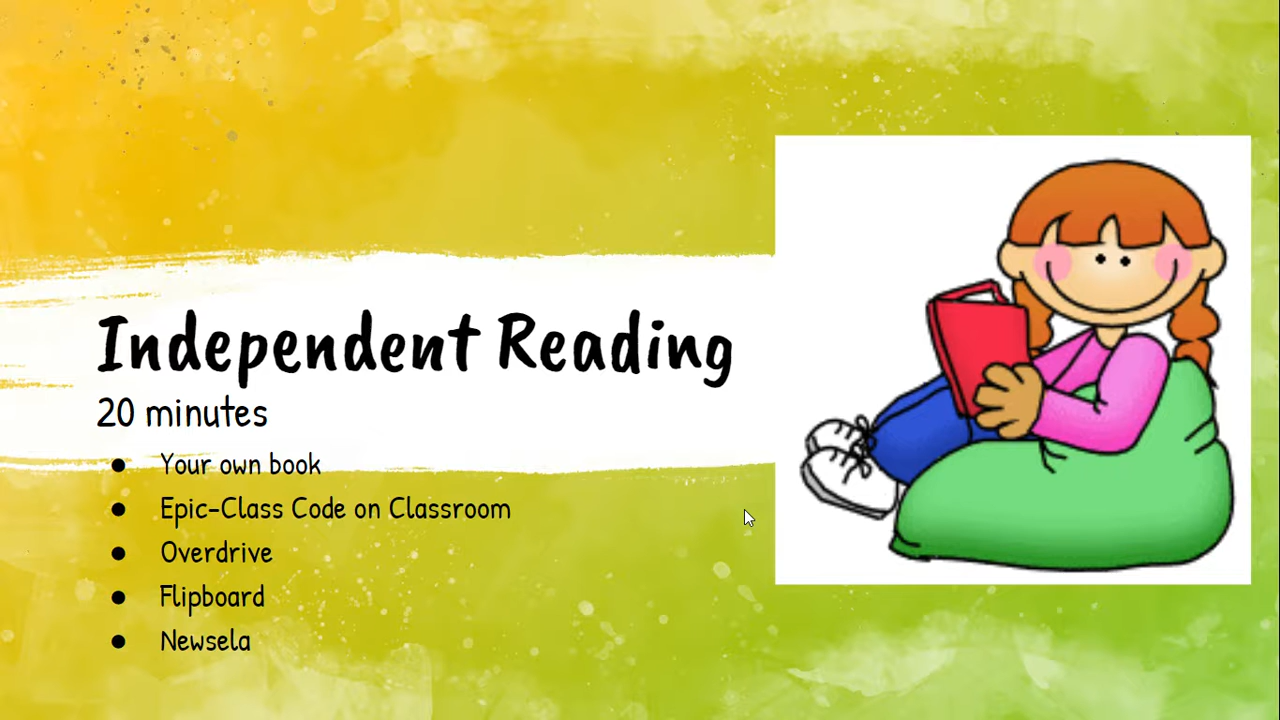 Independent Reading
20 minutes
● Your own book
● Epic-Class Code on Classroom
● Overdrive
● Flipboard
● Newsela